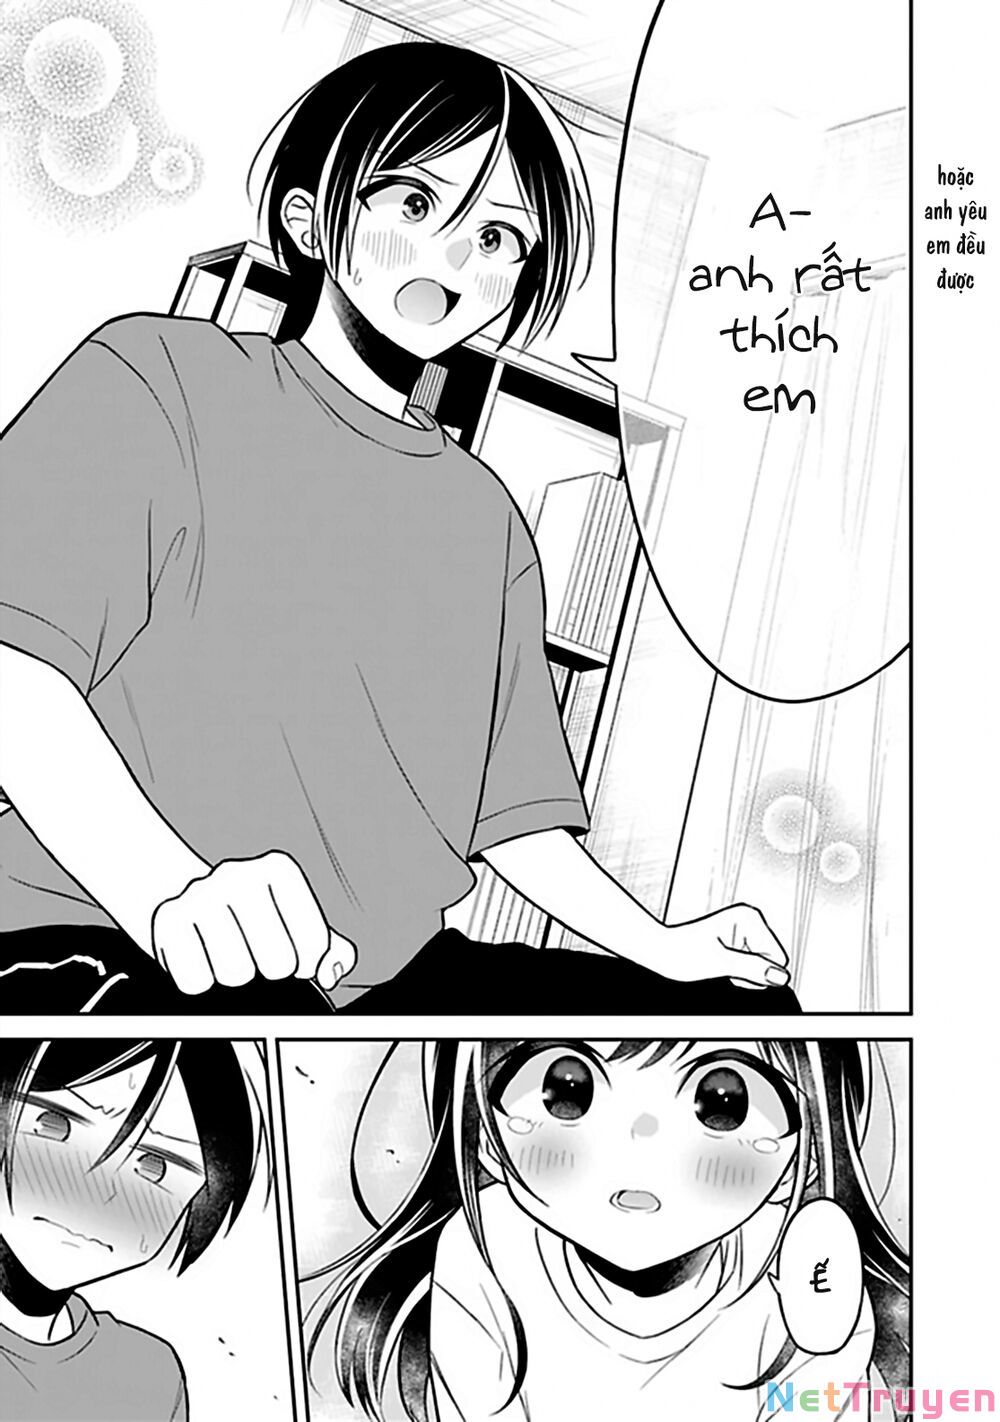 A-
anh rất
thích
em
hoặc
anh yêu
em đều
được
Ế
NetTruyen